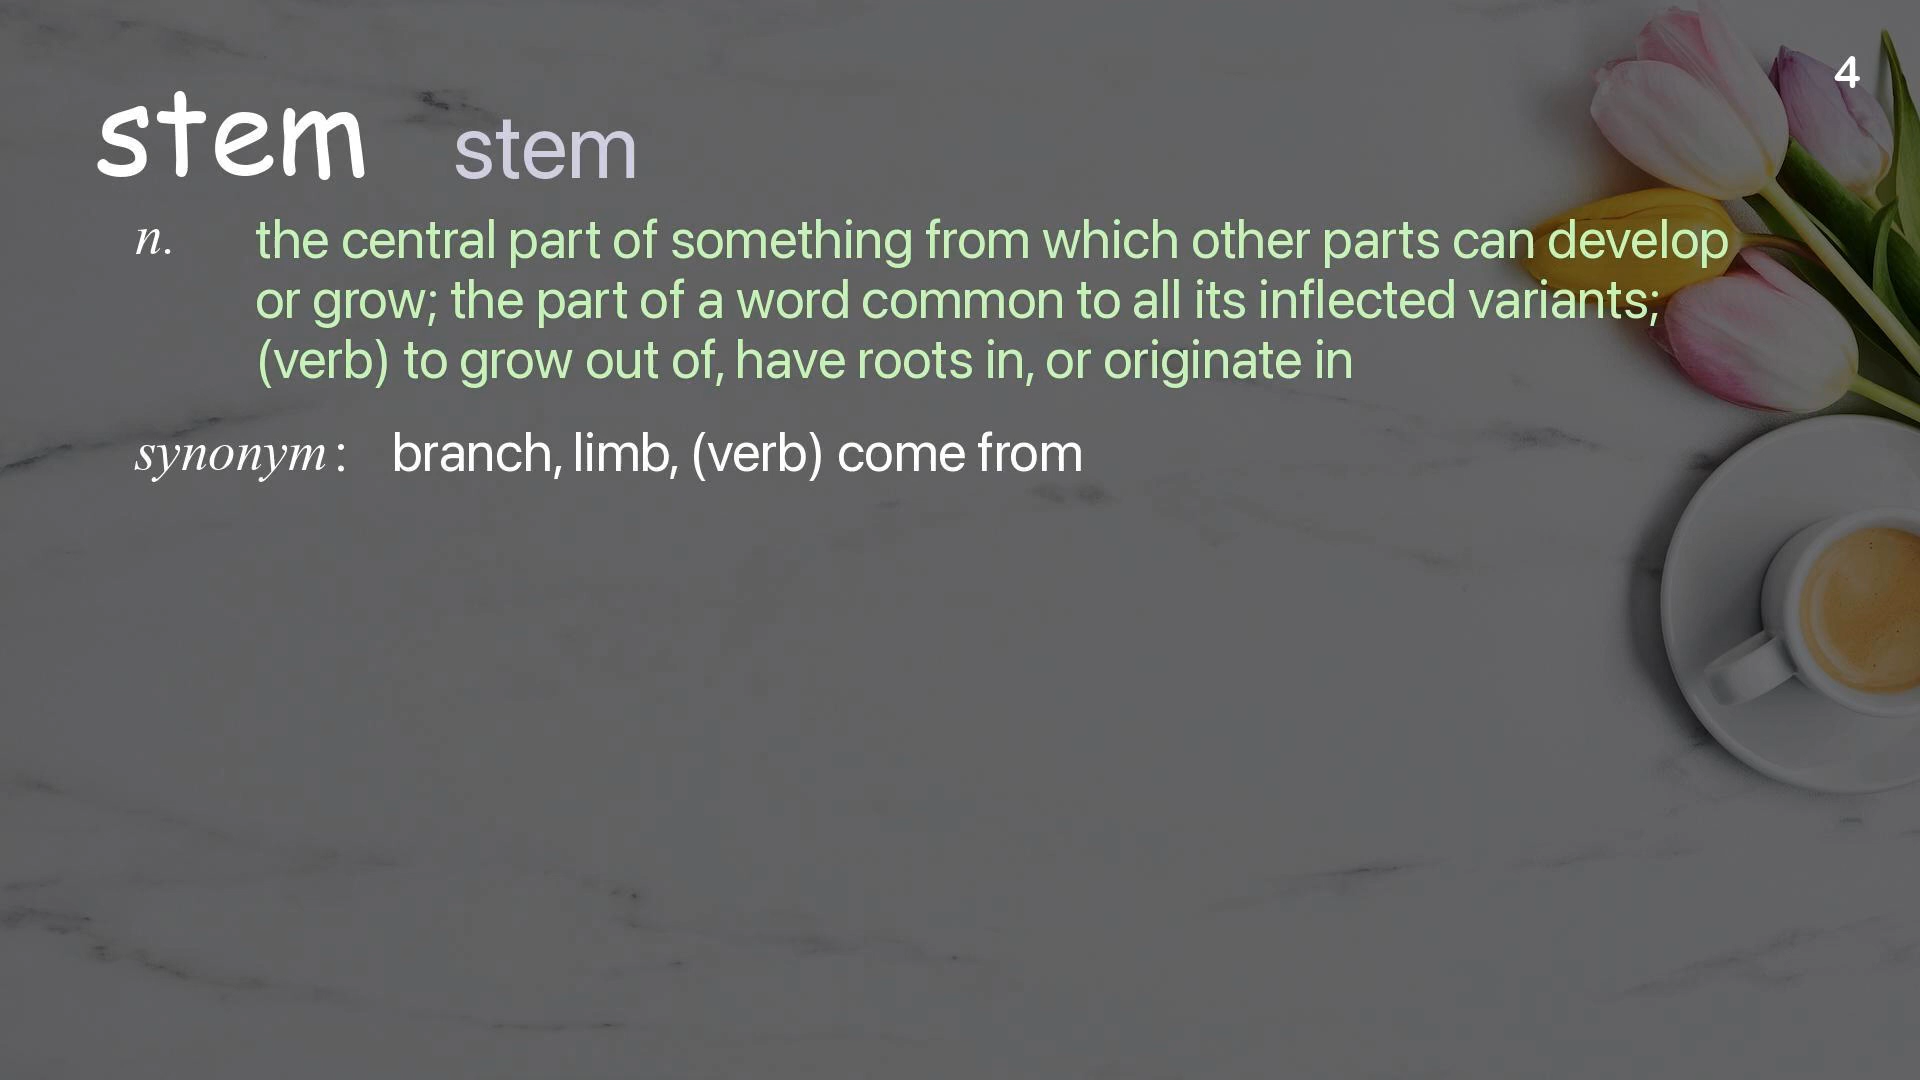 4
stem stem
n. the central part of something from which other parts can develop
or grow; the part of a word common to all its inflected variants;
(verb) to grow out of, have roots in, or originate in
synonym : branch, limb, (verb) come from